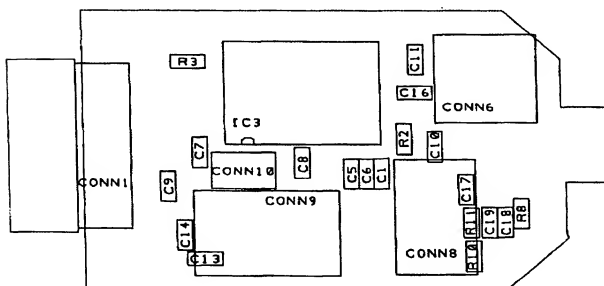 R3
C11
C16
CONN6
IC3
R2
C10
C7
C8
CONN10
C5
C6
C1
CONN1
C9
C17
CONN9
R11
C19
C18
R8
C14
C13
CONN8
R10